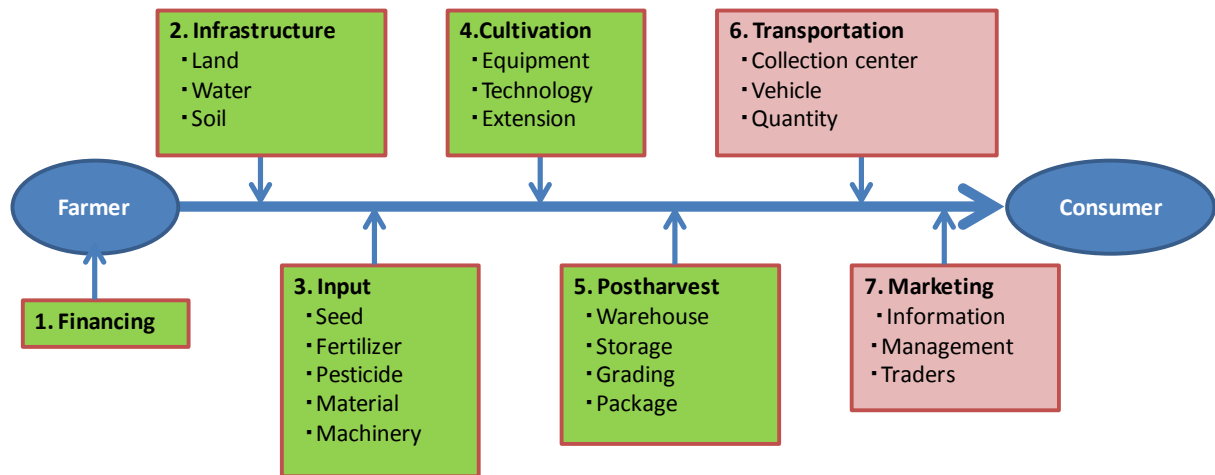 2. Infrastructure
・Land
・Water
・Soil
4.Cultivation
・Equipment
・Technology
・Extension
6. Transportation
・Collection center
・Vehicle
・Quantity
Farmer
Consumer
1. Financing
3. Input
・Seed
・Fertilizer
・Pesticide
・Material
・Machinery
5. Postharvest
・Warehouse
・Storage
・Grading
・Package
7. Marketing
・Information
・Management
・Traders